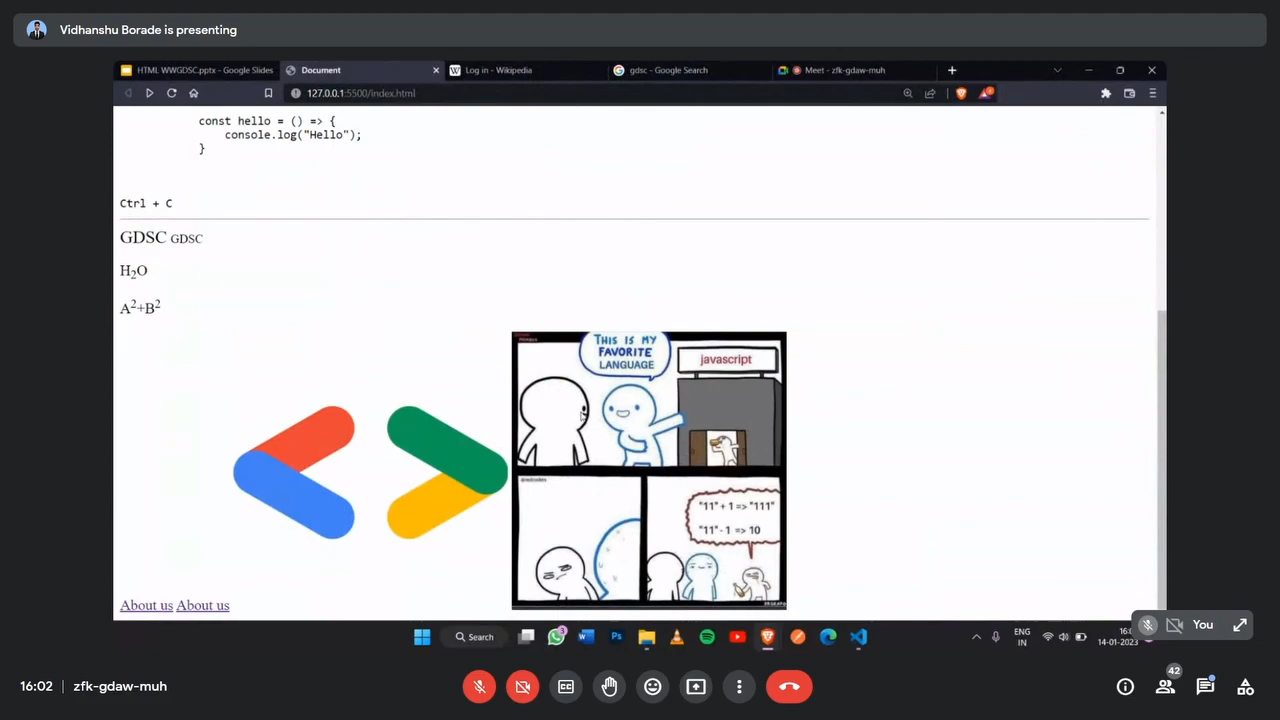 Vidhanshu Borade is presenting
HTML WWGDSC.pptx - Google Slides
Document
Log in - Wikipedia
gdsc - Google Search
Meet - zfk-gdaw-muh
127.0.0.1:5500/index.html
const hello = () => {
console.log("Hello");
}
Ctrl + C
GDSC GDSC
H2O
A2+B2
THIS IS MY
FAVORITE
LANGUAGE
javascript
"11" + 1 => "111"
"11" - 1 => 10
About us About us
Search
3
ENG
IN
14-01-2023
You
16:02 | zfk-gdaw-muh
42